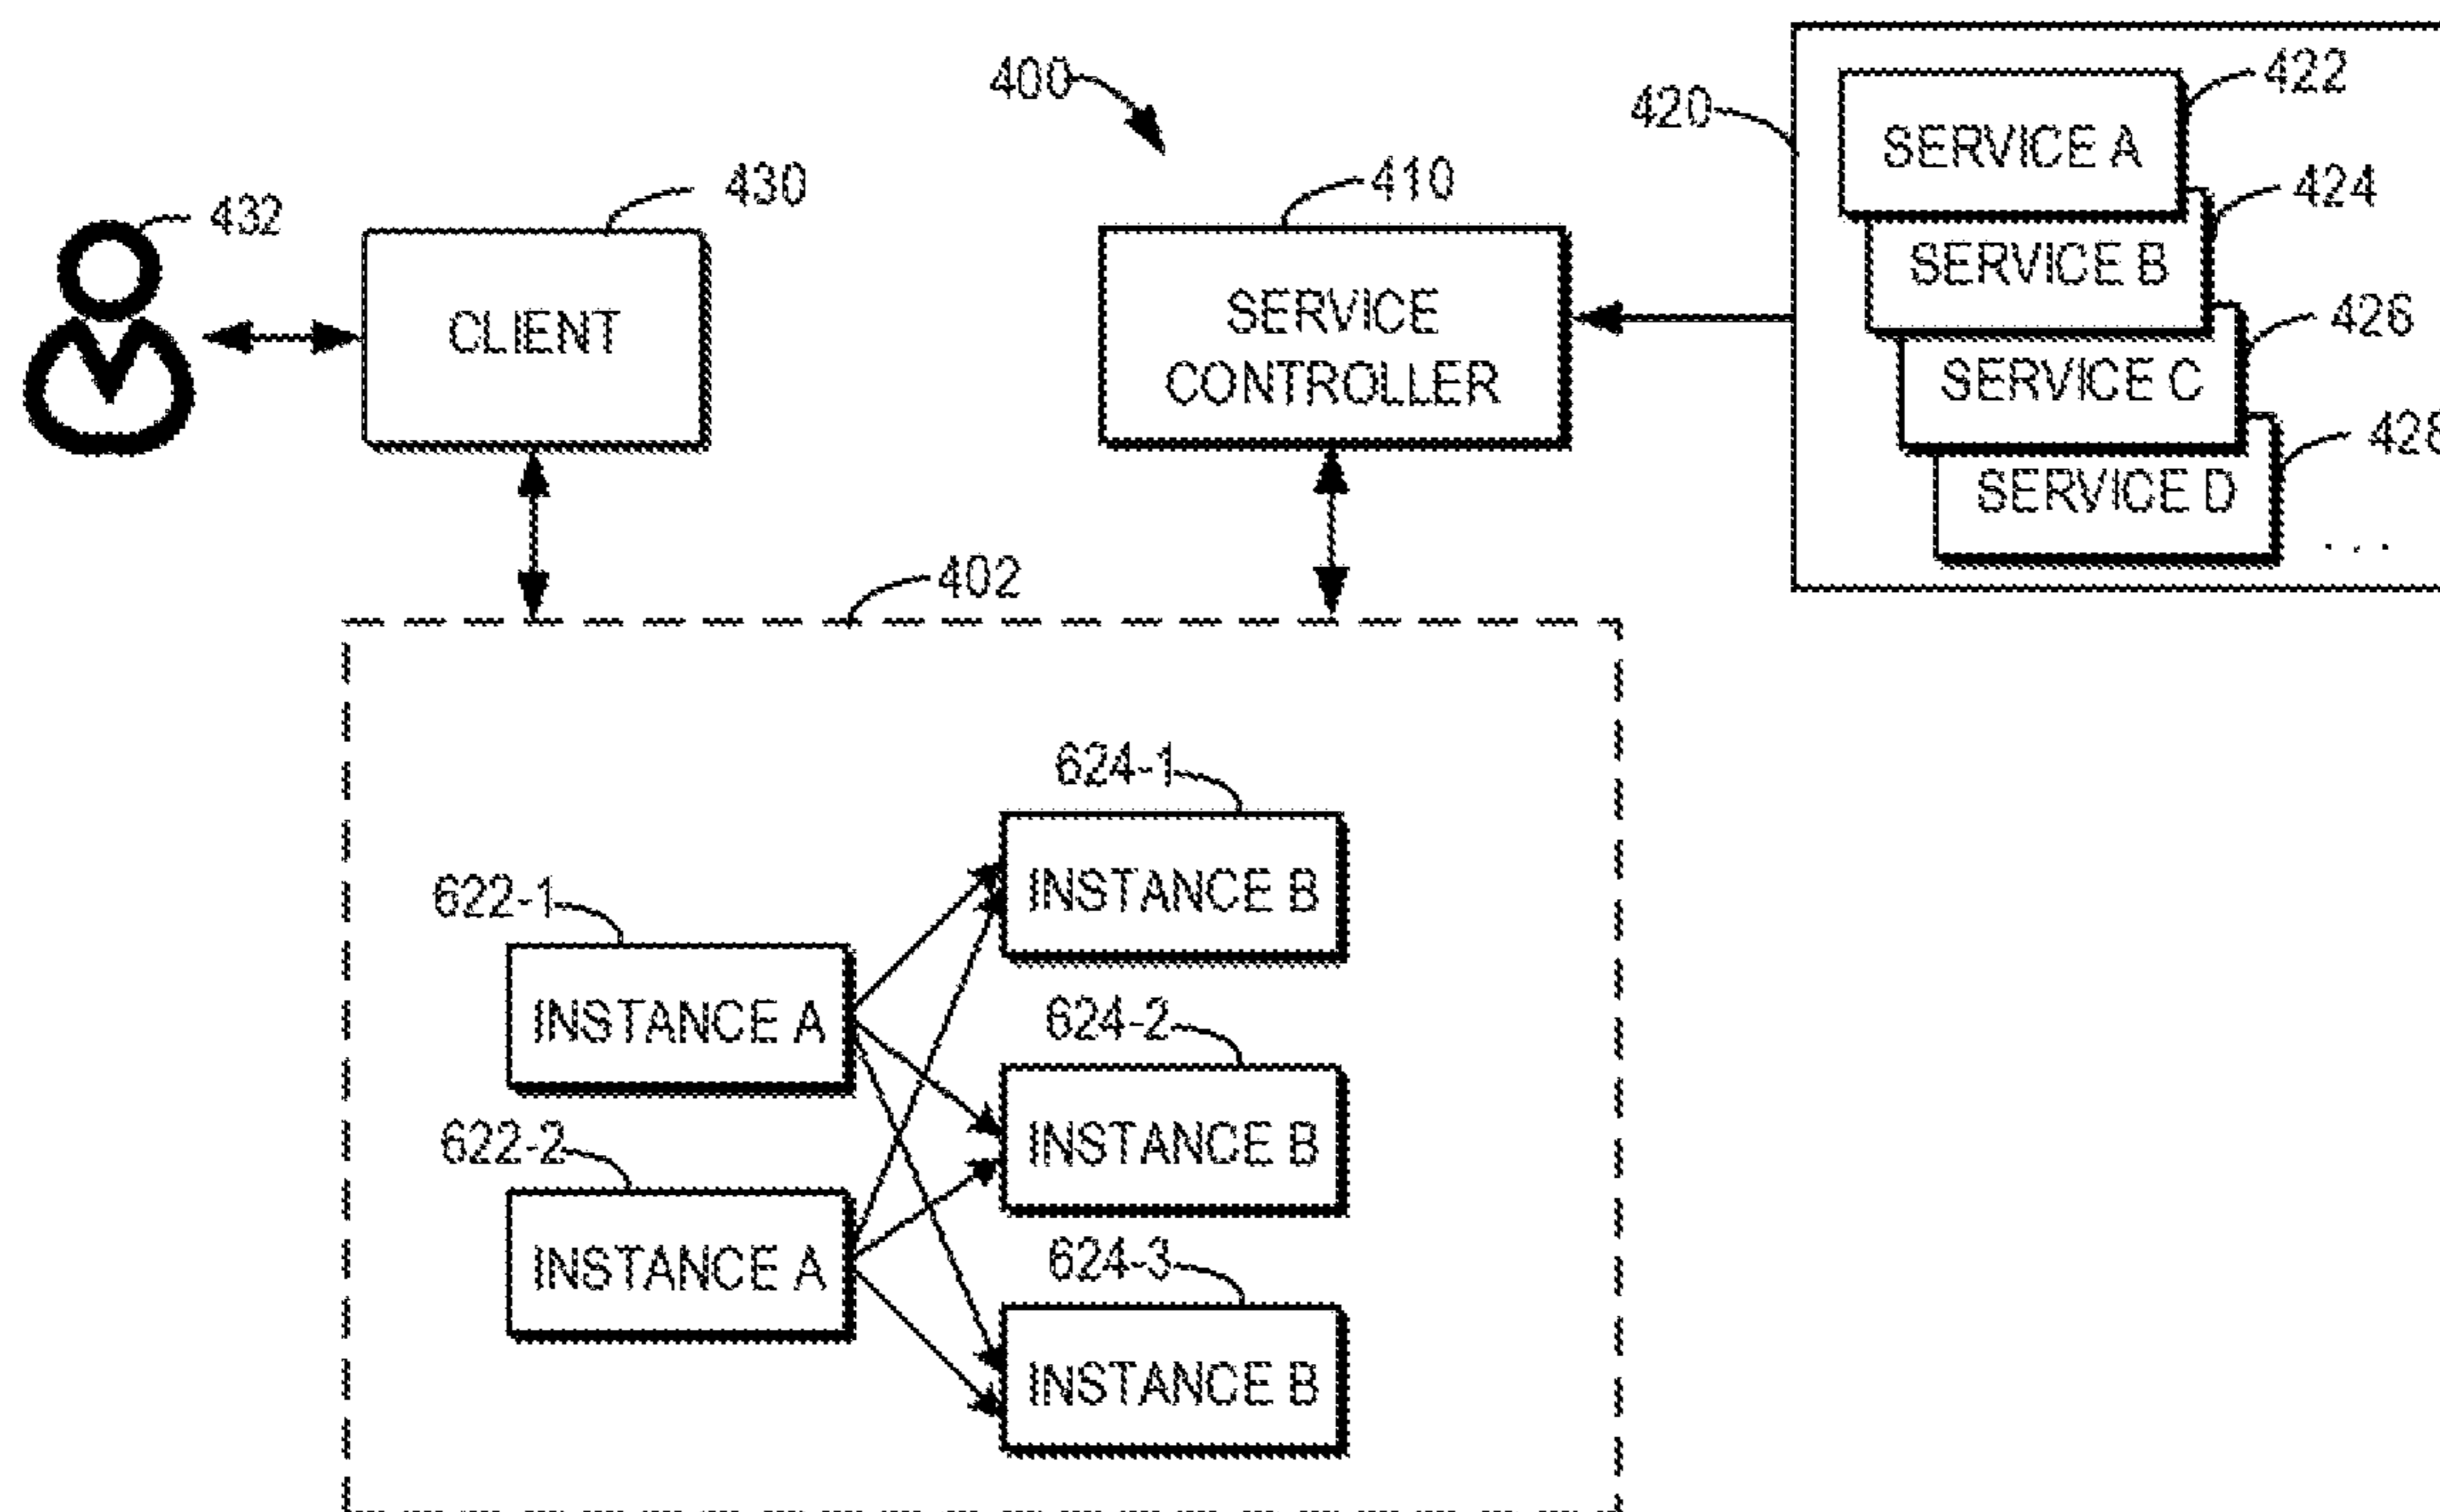 400
420
422
SERVICE A
424
SERVICE B
426
SERVICE C
428
SERVICE D
...
432
430
CLIENT
410
SERVICE
CONTROLLER
402
624-1
INSTANCE B
622-1
INSTANCE A
624-2
INSTANCE B
622-2
INSTANCE A
624-3
INSTANCE B